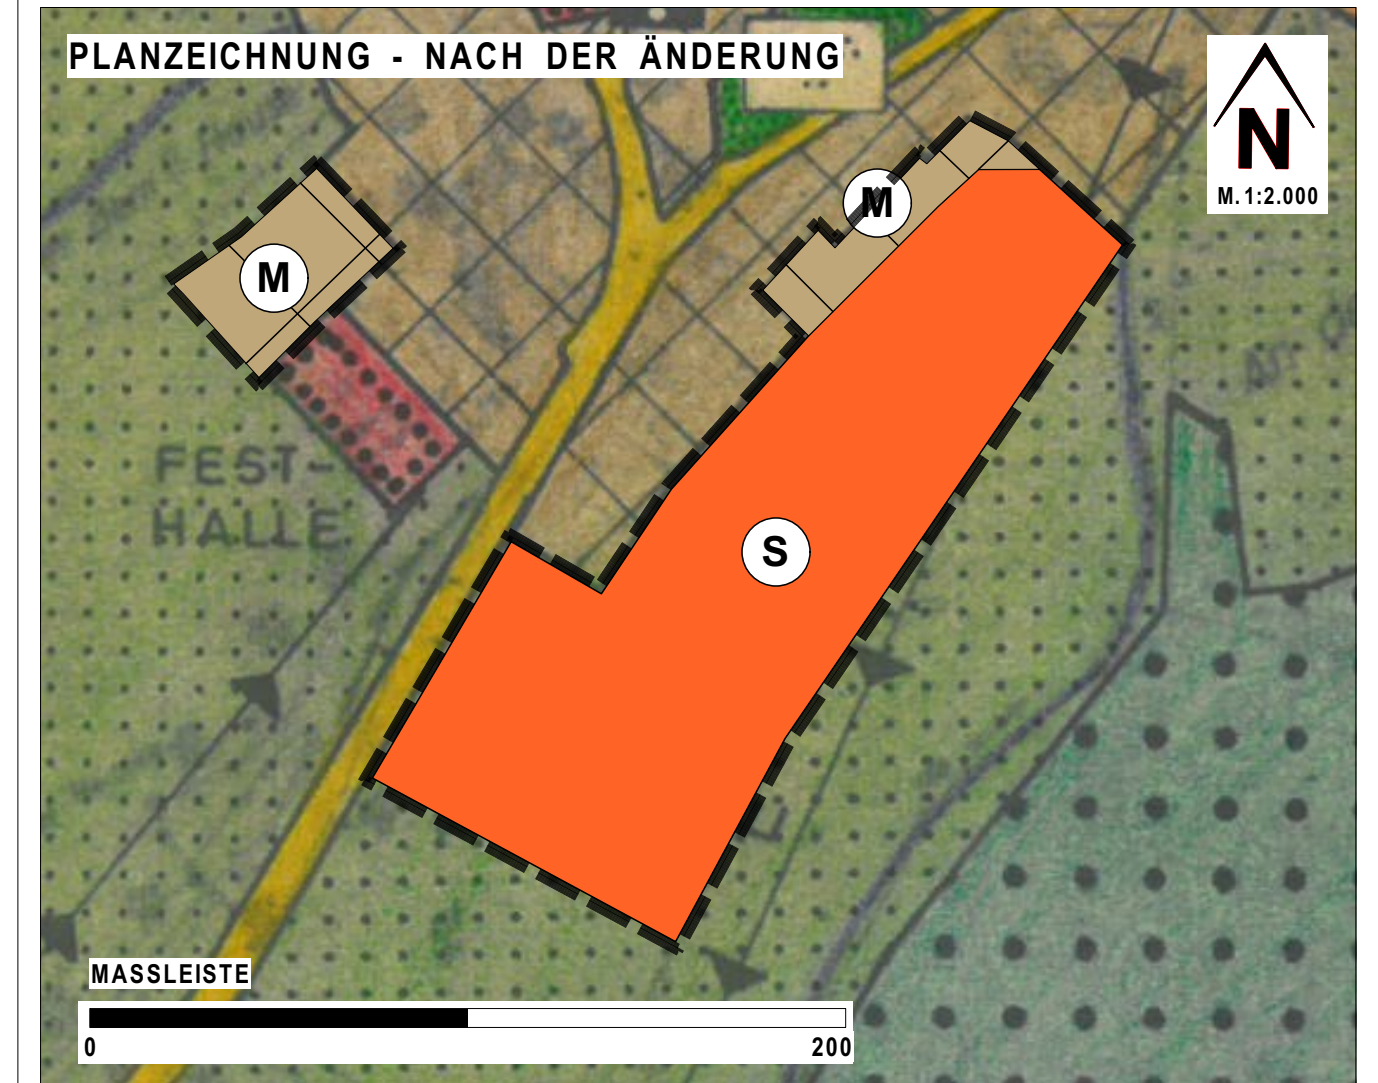 PLANZEICHNUNG - NACH DER ÄNDERUNG
N
M. 1:2.000
M
M
FEST-
HALLE
S
MASSLEISTE
0 200